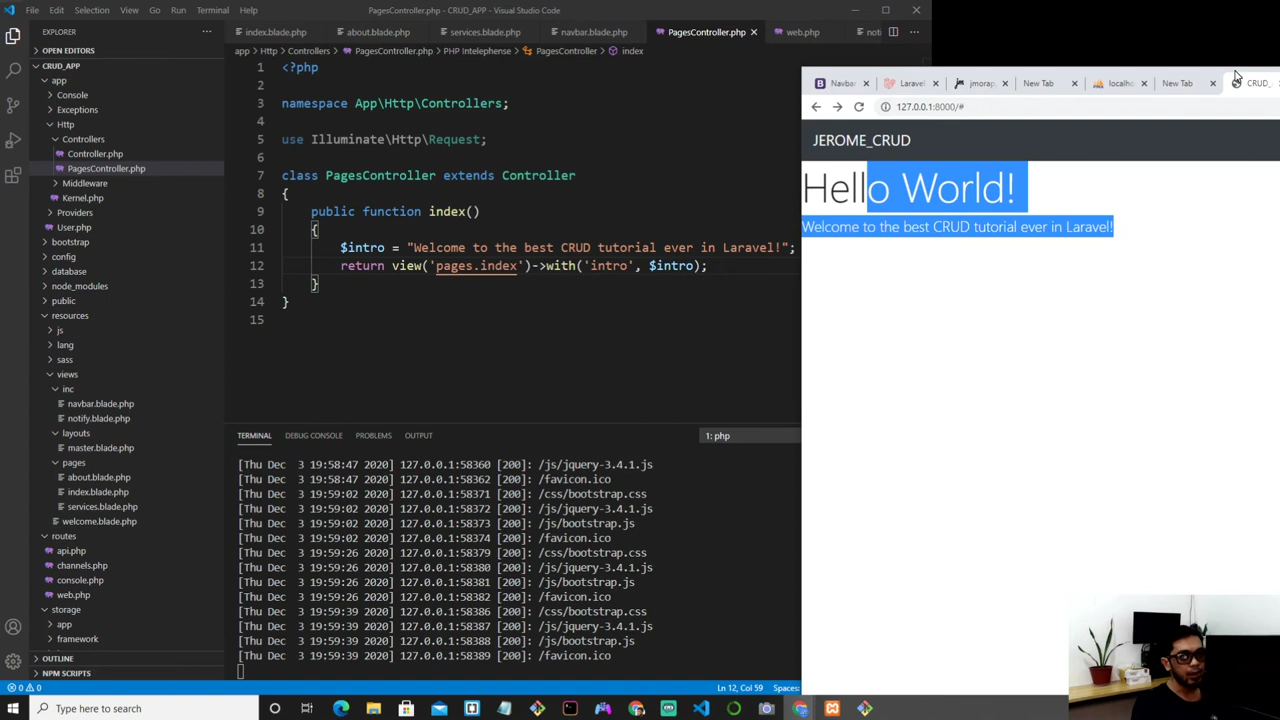 File Edit Selection View Go Run Terminal Help PagesController.php - CRUD_APP - Visual Studio Code
EXPLORER
OPEN EDITORS
CRUD_APP
app
Console
Exceptions
Http
Controllers
Controller.php
PagesController.php
Middleware
Kernel.php
Providers
User.php
bootstrap
config
database
node_modules
public
resources
js
lang
sass
views
inc
navbar.blade.php
notify.blade.php
layouts
master.blade.php
pages
about.blade.php
index.blade.php
services.blade.php
welcome.blade.php
routes
api.php
channels.php
console.php
web.php
storage
app
framework
OUTLINE
NPM SCRIPTS
index.blade.php about.blade.php services.blade.php navbar.blade.php PagesController.php web.php
app > Http > Controllers > PagesController.php > PHP Intelephense > PagesController > index
1 <?php
2
3 namespace App\Http\Controllers;
4
5 use Illuminate\Http\Request;
6
7 class PagesController extends Controller
8 {
9 public function index()
10 {
11 $intro = "Welcome to the best CRUD tutorial ever in Laravel!";
12 return view('pages.index')->with('intro', $intro);
13 }
14 }
15
TERMINAL DEBUG CONSOLE PROBLEMS OUTPUT 1: php
[Thu Dec 3 19:58:47 2020] 127.0.0.1:58360 [200]: /js/jquery-3.4.1.js
[Thu Dec 3 19:58:47 2020] 127.0.0.1:58362 [200]: /favicon.ico
[Thu Dec 3 19:59:02 2020] 127.0.0.1:58371 [200]: /css/bootstrap.css
[Thu Dec 3 19:59:02 2020] 127.0.0.1:58372 [200]: /js/jquery-3.4.1.js
[Thu Dec 3 19:59:02 2020] 127.0.0.1:58373 [200]: /js/bootstrap.js
[Thu Dec 3 19:59:02 2020] 127.0.0.1:58374 [200]: /favicon.ico
[Thu Dec 3 19:59:26 2020] 127.0.0.1:58379 [200]: /css/bootstrap.css
[Thu Dec 3 19:59:26 2020] 127.0.0.1:58380 [200]: /js/jquery-3.4.1.js
[Thu Dec 3 19:59:26 2020] 127.0.0.1:58381 [200]: /js/bootstrap.js
[Thu Dec 3 19:59:26 2020] 127.0.0.1:58382 [200]: /favicon.ico
[Thu Dec 3 19:59:39 2020] 127.0.0.1:58386 [200]: /css/bootstrap.css
[Thu Dec 3 19:59:39 2020] 127.0.0.1:58387 [200]: /js/jquery-3.4.1.js
[Thu Dec 3 19:59:39 2020] 127.0.0.1:58388 [200]: /js/bootstrap.js
[Thu Dec 3 19:59:39 2020] 127.0.0.1:58389 [200]: /favicon.ico
Navbar Laravel jmorap New Tab localho New Tab CRUD_
127.0.0.1:8000/#
JEROME_CRUD
Hello World!
Welcome to the best CRUD tutorial ever in Laravel!
0 0 Ln 12, Col 59 Spaces:
Type here to search